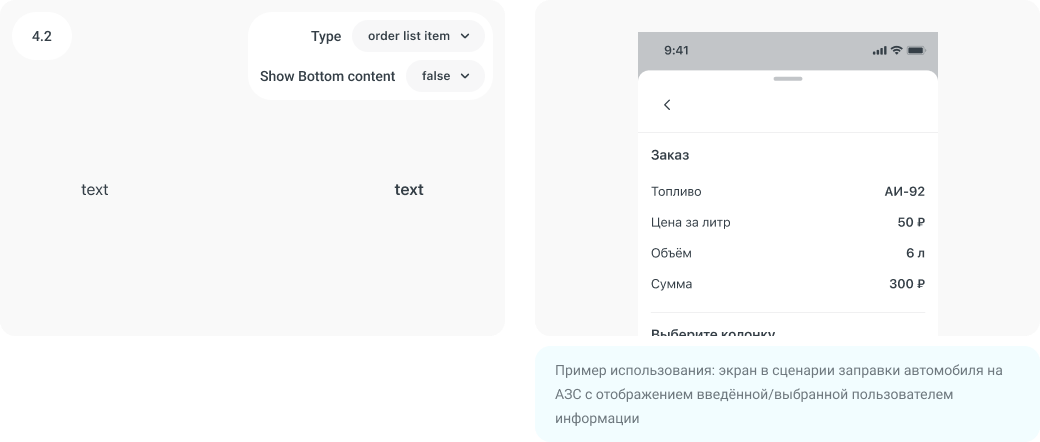 4.2
Type order list item
Show Bottom content false
text text
9:41
Заказ
Топливо АИ-92
Цена за литр 50 ₽
Объём 6 л
Сумма 300 ₽
Выберите колонку
Пример использования: экран в сценарии заправки автомобиля на
АЗС с отображением введённой/выбранной пользователем
информации